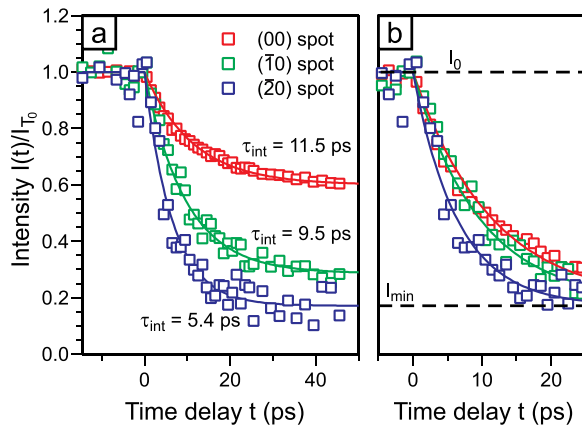 a
b
(00) spot
(1̄0) spot
(2̄0) spot
I₀
τint = 11.5 ps
τint = 9.5 ps
τint = 5.4 ps
Imin
Intensity I(t)/I_T₀
1.2
1.0
0.8
0.6
0.4
0.2
0.0
0 20 40
0 10 20
Time delay t (ps)
Time delay t (ps)